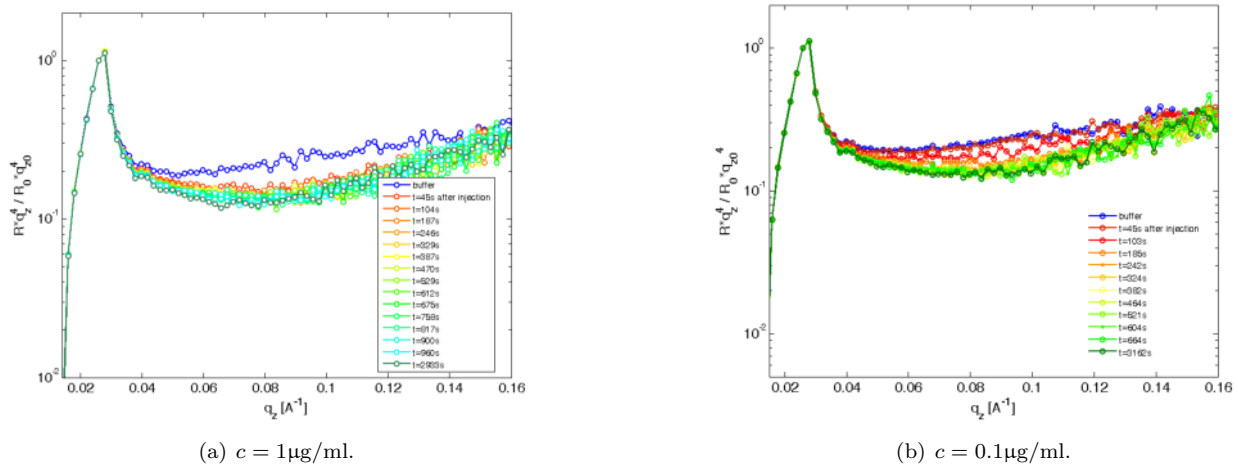 10⁰
10⁻¹
10⁻²
R*q_z^4 / R_0*q_z0^4
0.02 0.04 0.06 0.08 0.1 0.12 0.14 0.16
q_z [A⁻¹]
buffer
t=45s after injection
t=104s
t=187s
t=246s
t=329s
t=387s
t=470s
t=529s
t=612s
t=675s
t=758s
t=817s
t=900s
t=960s
t=2933s
(a) c = 1µg/ml.
10⁰
10⁻¹
10⁻²
R*q_z^4 / R_0*q_z0^4
0.02 0.04 0.06 0.08 0.1 0.12 0.14 0.16
q_z [A⁻¹]
buffer
t=45s after injection
t=103s
t=185s
t=242s
t=324s
t=382s
t=464s
t=521s
t=604s
t=664s
t=3162s
(b) c = 0.1µg/ml.